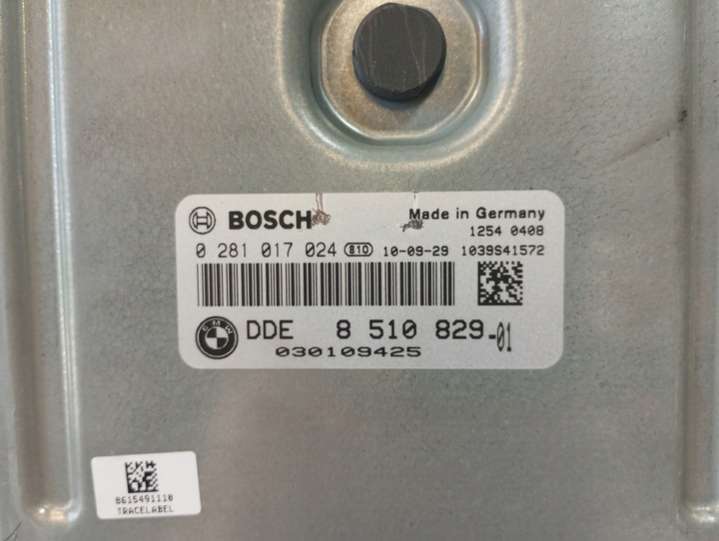 BOSCH
Made in Germany
1254 0408
0 281 017 024 810 10-09-29 1039S41572
BMW DDE 8 510 829-01
030109425
8615491110
TRACELABEL